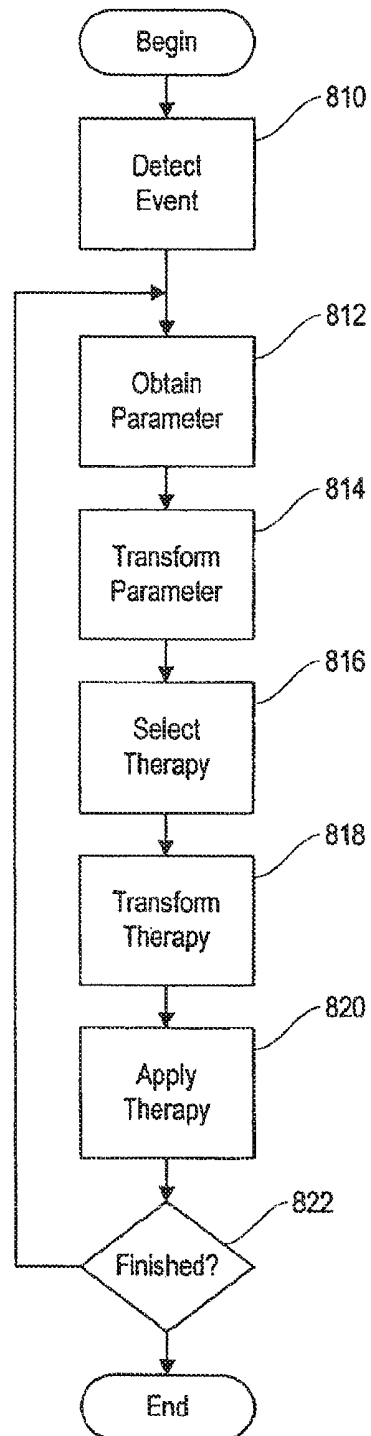 Begin
810
Detect
Event
812
Obtain
Parameter
814
Transform
Parameter
816
Select
Therapy
818
Transform
Therapy
820
Apply
Therapy
822
Finished?
End